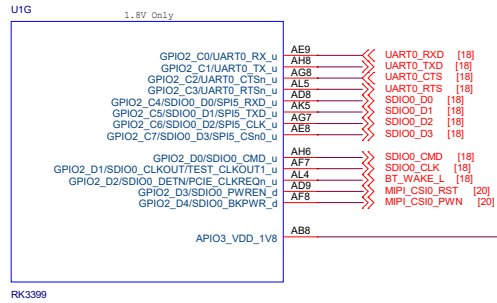 U1G
1.8V Only
GPIO2_C0/UART0_RX_u AE9 UART0_RXD [18]
GPIO2_C1/UART0_TX_u AH8 UART0_TXD [18]
GPIO2_C2/UART0_CTSn_u AG8 UART0_CTS [18]
GPIO2_C3/UART0_RTSn_u AL5 UART0_RTS [18]
GPIO2_C4/SDIO0_D0/SPI5_RXD_u AD8 SDIO0_D0 [18]
GPIO2_C5/SDIO0_D1/SPI5_TXD_u AK5 SDIO0_D1 [18]
GPIO2_C6/SDIO0_D2/SPI5_CLK_u AG7 SDIO0_D2 [18]
GPIO2_C7/SDIO0_D3/SPI5_CSn0_u AE8 SDIO0_D3 [18]
GPIO2_D0/SDIO0_CMD_u AH6 SDIO0_CMD [18]
GPIO2_D1/SDIO0_CLKOUT/TEST_CLKOUT1_u AF7 SDIO0_CLK [18]
GPIO2_D2/SDIO0_DETN/PCIE_CLKREQn_u AL4 BT_WAKE_L [18]
GPIO2_D3/SDIO0_PWREN_d AD9 MIPI_CSI0_RST [20]
GPIO2_D4/SDIO0_BKPWR_d AF8 MIPI_CSI0_PWN [20]
APIO3_VDD_1V8 AB8
RK3399